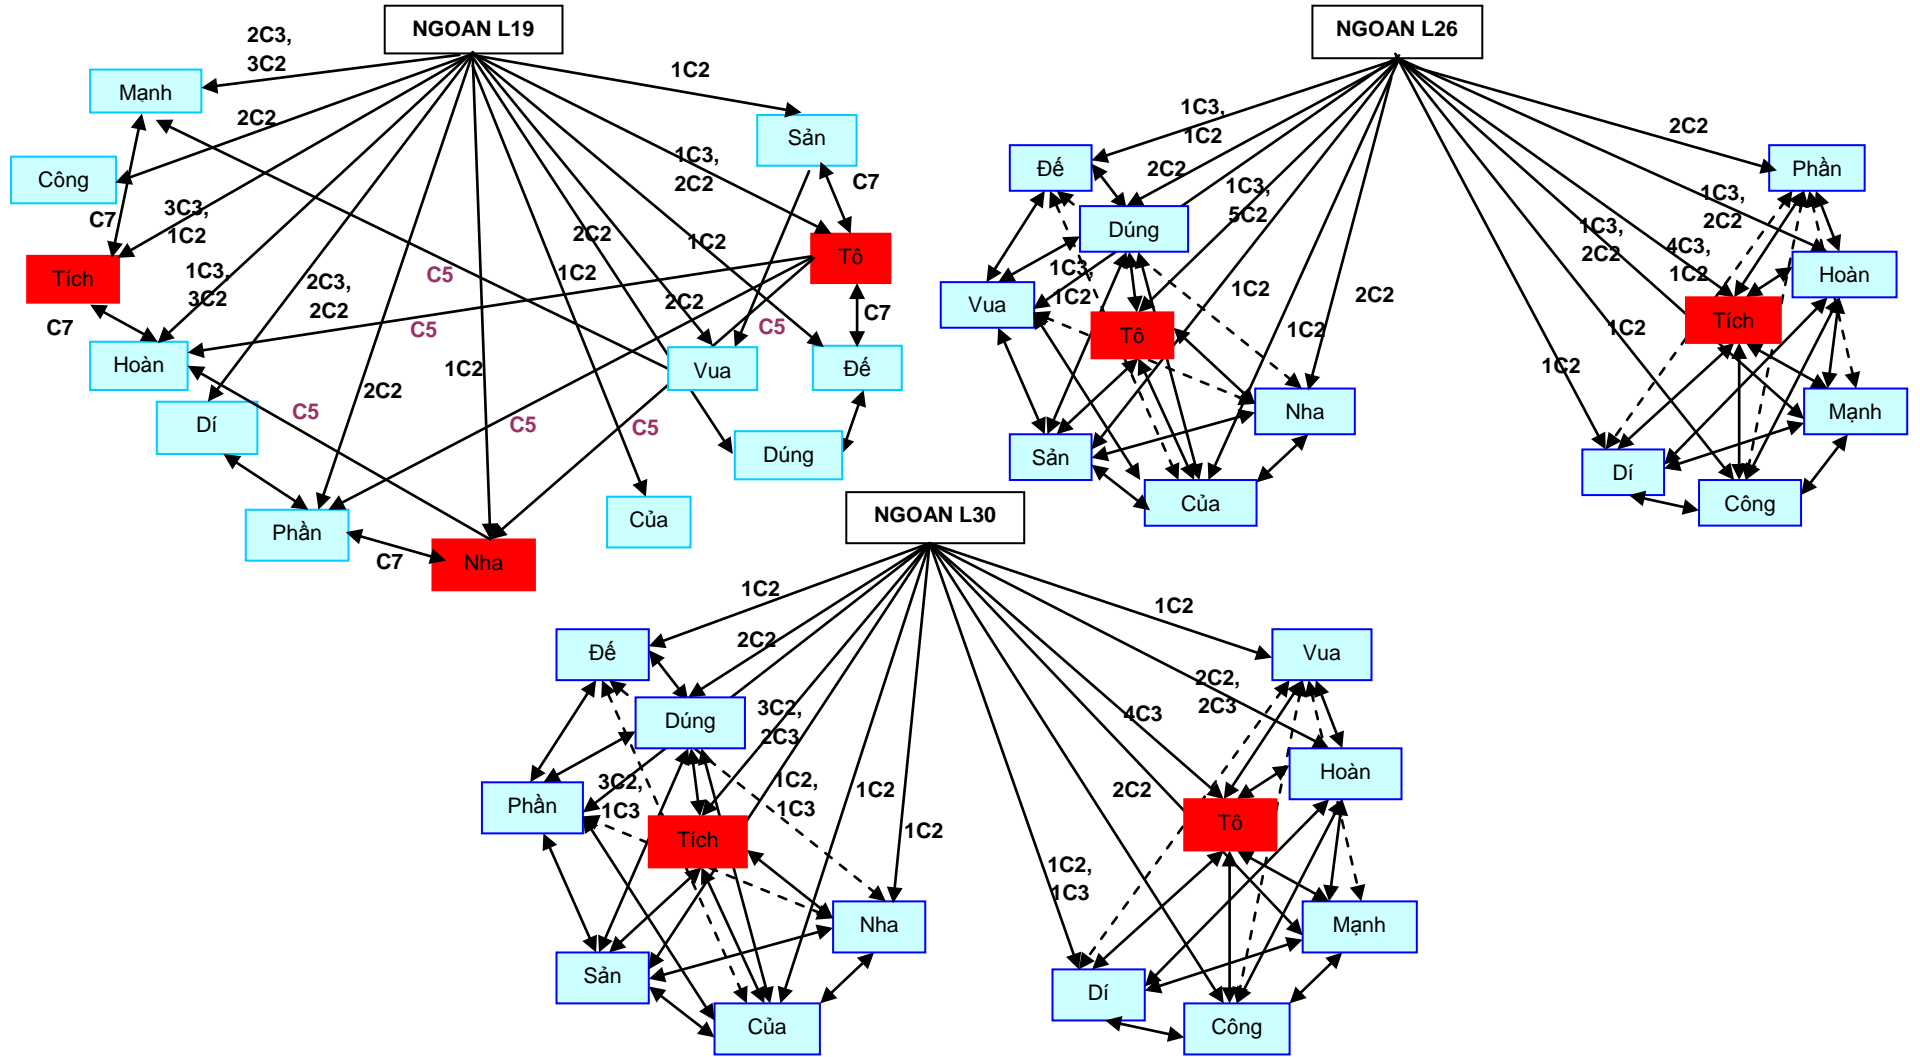 NGOAN L19
2C3,
3C2
1C2
Mạnh
2C2
Sản
1C3,
2C2
C7
Công
C7
3C3,
1C2
2C2
1C2
Tô
Tích
C5
1C3,
3C2
2C3,
2C2
1C2
2C2
C7
C5
C5
C7
Hoàn
1C2
Vua
Đế
2C2
C5
C5
C5
Dí
Dúng
Phần
Của
C7
Nha
NGOAN L26
1C3,
1C2
2C2
Đế
2C2
Phần
1C3,
5C2
1C3,
2C2
Dúng
1C3,
2C2
4C3,
1C2
1C3,
1C2
1C2
2C2
Hoàn
Vua
Tô
1C2
1C2
Tích
1C2
Nha
Mạnh
Sản
Dí
Của
Công
NGOAN L30
1C2
1C2
2C2
Đế
Vua
2C2,
2C3
3C2,
2C3
4C3
Dúng
Hoàn
3C2,
1C3
1C2,
1C3
1C2
2C2
Phần
Tích
Tô
1C2
1C2,
1C3
Nha
Mạnh
Sản
Dí
Của
Công